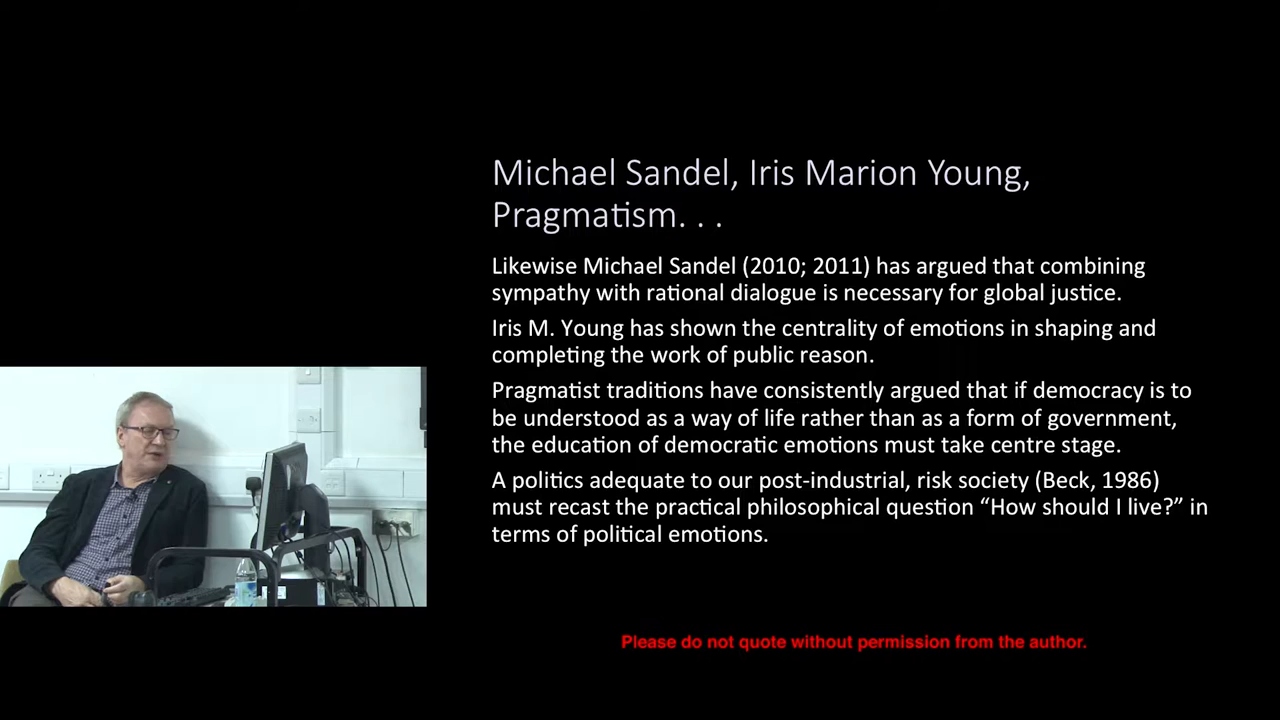 Michael Sandel, Iris Marion Young,
Pragmatism. . .
Likewise Michael Sandel (2010; 2011) has argued that combining
sympathy with rational dialogue is necessary for global justice.
Iris M. Young has shown the centrality of emotions in shaping and
completing the work of public reason.
Pragmatist traditions have consistently argued that if democracy is to
be understood as a way of life rather than as a form of government,
the education of democratic emotions must take centre stage.
A politics adequate to our post-industrial, risk society (Beck, 1986)
must recast the practical philosophical question “How should I live?” in
terms of political emotions.
Please do not quote without permission from the author.